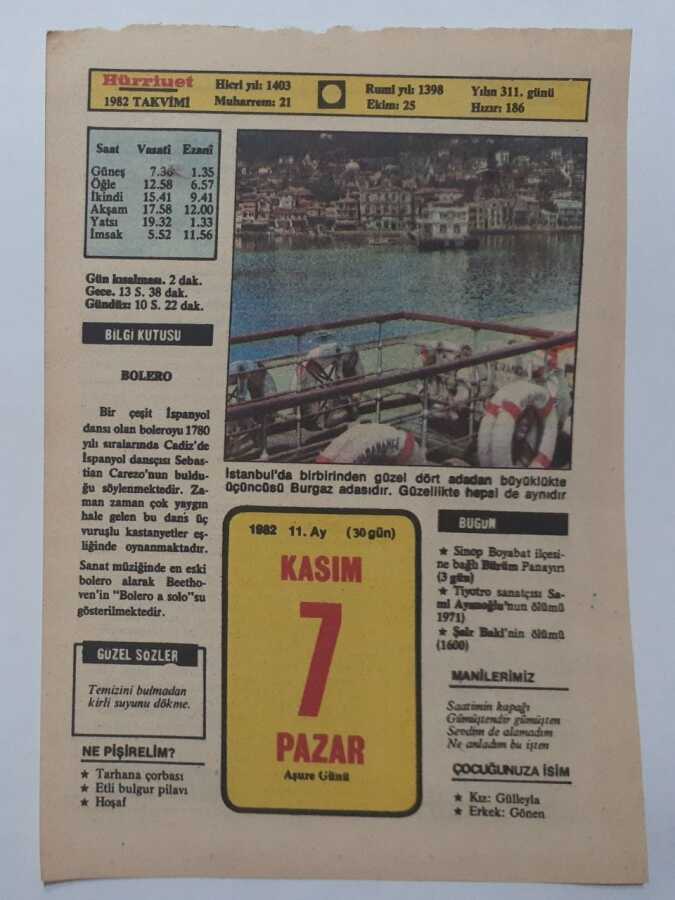 Hürriyet
1982 TAKVİMİ
Hicri yıl: 1403
Muharrem: 21
Rumi yıl: 1398
Ekim: 25
Yılın 311. günü
Hızır: 186
Saat Vasatî Ezanî
Güneş 7.36 1.35
Öğle 12.58 6.57
İkindi 15.41 9.41
Akşam 17.58 12.00
Yatsı 19.32 1.33
İmsak 5.52 11.56
Gün kısalması. 2 dak.
Gece. 13 S. 38 dak.
Gündüz: 10 S. 22 dak.
BİLGİ KUTUSU
BOLERO
Bir çeşit İspanyol
dansı olan boleroyu 1780
yılı sıralarında Cadiz'de
İspanyol dansçısı Sebas-
tian Carezo'nun buldu-
ğu söylenmektedir. Za-
man zaman çok yaygın
hale gelen bu dans üç
vuruşlu kastanyetler eş-
liğinde oynanmaktadır.
Sanat müziğinde en eski
bolero alarak Beetho-
ven'in "Bolero a solo"su
gösterilmektedir.
GÜZEL SÖZLER
Temizini bulmadan
kirli suyunu dökme.
NE PİŞİRELİM?
★ Tarhana çorbası
★ Etli bulgur pilavı
★ Hoşaf
İstanbul'da birbirinden güzel dört adadan büyüklükte
üçüncüsü Burgaz adasıdır. Güzellikte hepsi de aynıdır
1982 11. Ay (30 gün)
KASIM
7
PAZAR
Aşure Günü
BUGÜN
★ Sinop Boyabat ilçesi-
ne bağlı Bürüm Panayırı
(3 gün)
★ Tiyotro sanatçısı Sa-
mi Ayanoğlu'nun ölümü
1971)
★ Şair Baki'nin ölümü
(1600)
MANİLERİMİZ
Saatimin kapağı
Gümüştendir gümüşten
Sevdim de alamadım
Ne anladım bu işten
ÇOCUĞUNUZA İSİM
★ Kız: Gülleyla
★ Erkek: Gönen